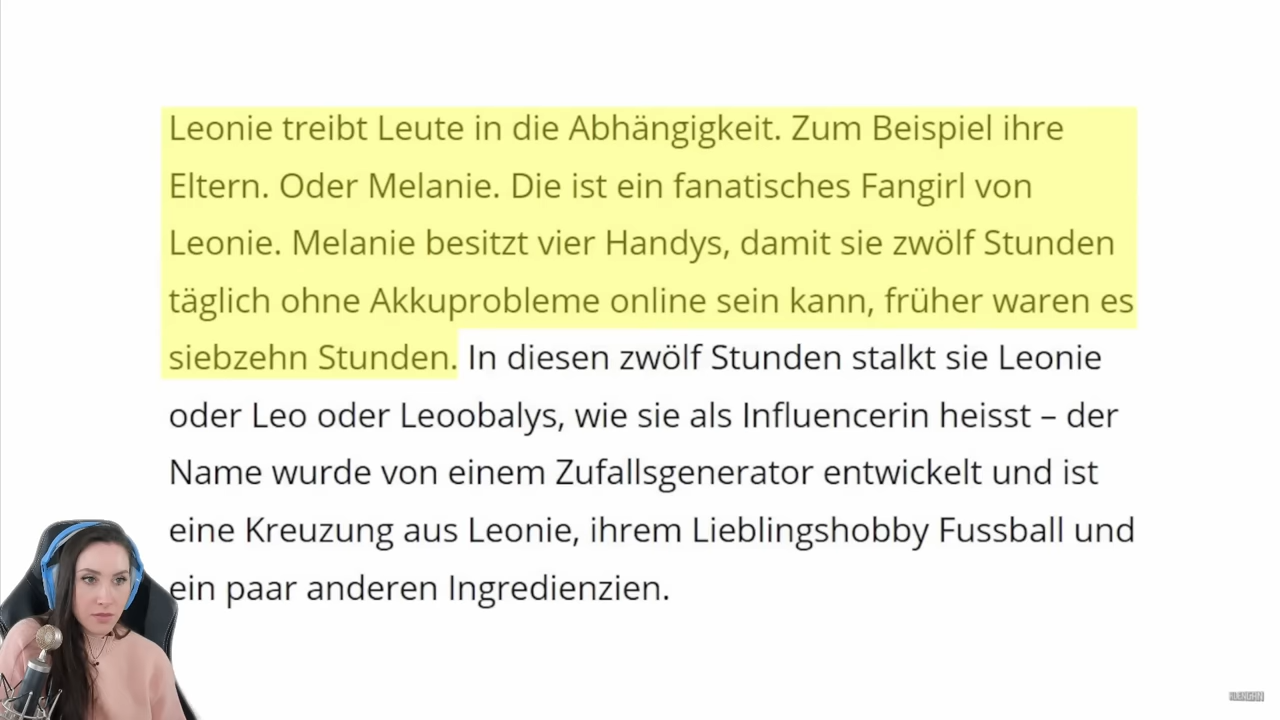 Leonie treibt Leute in die Abhängigkeit. Zum Beispiel ihre
Eltern. Oder Melanie. Die ist ein fanatisches Fangirl von
Leonie. Melanie besitzt vier Handys, damit sie zwölf Stunden
täglich ohne Akkuprobleme online sein kann, früher waren es
siebzehn Stunden. In diesen zwölf Stunden stalkt sie Leonie
oder Leo oder Leoobalys, wie sie als Influencerin heisst – der
Name wurde von einem Zufallsgenerator entwickelt und ist
eine Kreuzung aus Leonie, ihrem Lieblingshobby Fussball und
ein paar anderen Ingredienzien.